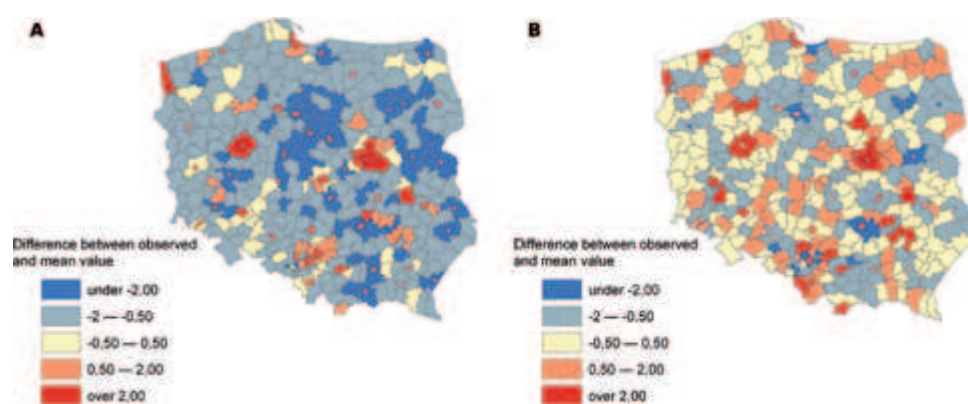 A
Difference between observed
and mean value
under -2,00
-2 — -0,50
-0,50 — 0,50
0,50 — 2,00
over 2,00
B
Difference between observed
and mean value
under -2,00
-2 — -0,50
-0,50 — 0,50
0,50 — 2,00
over 2,00